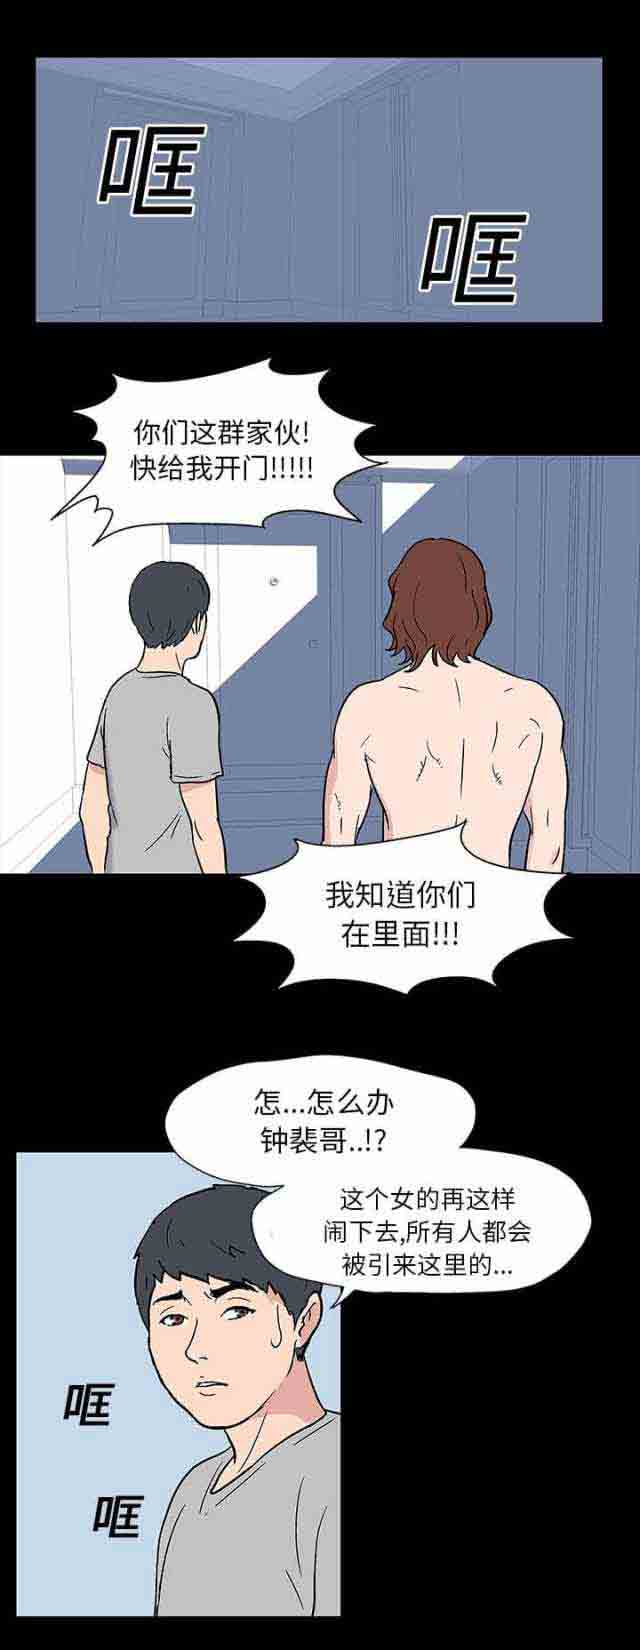 哐
哐
你们这群家伙!
快给我开门!!!!!
我知道你们
在里面!!!
怎...怎么办
钟裴哥..!?
这个女的再这样
闹下去,所有人都会
被引来这里的...
哐
哐